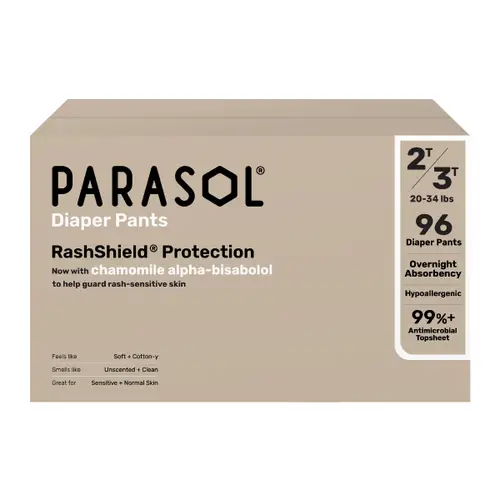 PARASOL®
Diaper Pants
RashShield® Protection
Now with chamomile alpha-bisabolol
to help guard rash-sensitive skin
Feels like Soft + Cotton-y
Smells like Unscented + Clean
Great for Sensitive + Normal Skin
2T/3T
20-34 lbs
96
Diaper Pants
Overnight
Absorbency
Hypoallergenic
99%+
Antimicrobial
Topsheet